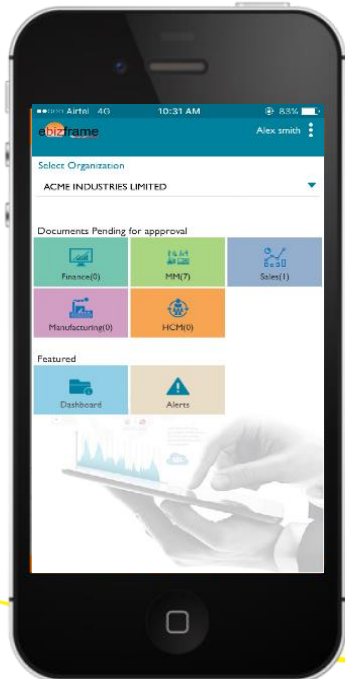 Airtel 4G 10:31 AM 83%
ebizframe Alex smith
Select Organization
ACME INDUSTRIES LIMITED
Documents Pending for appproval
Finance(0) MM(7) Sales(1)
Manufacturing(0) HCM(0)
Featured
Dashboard Alerts